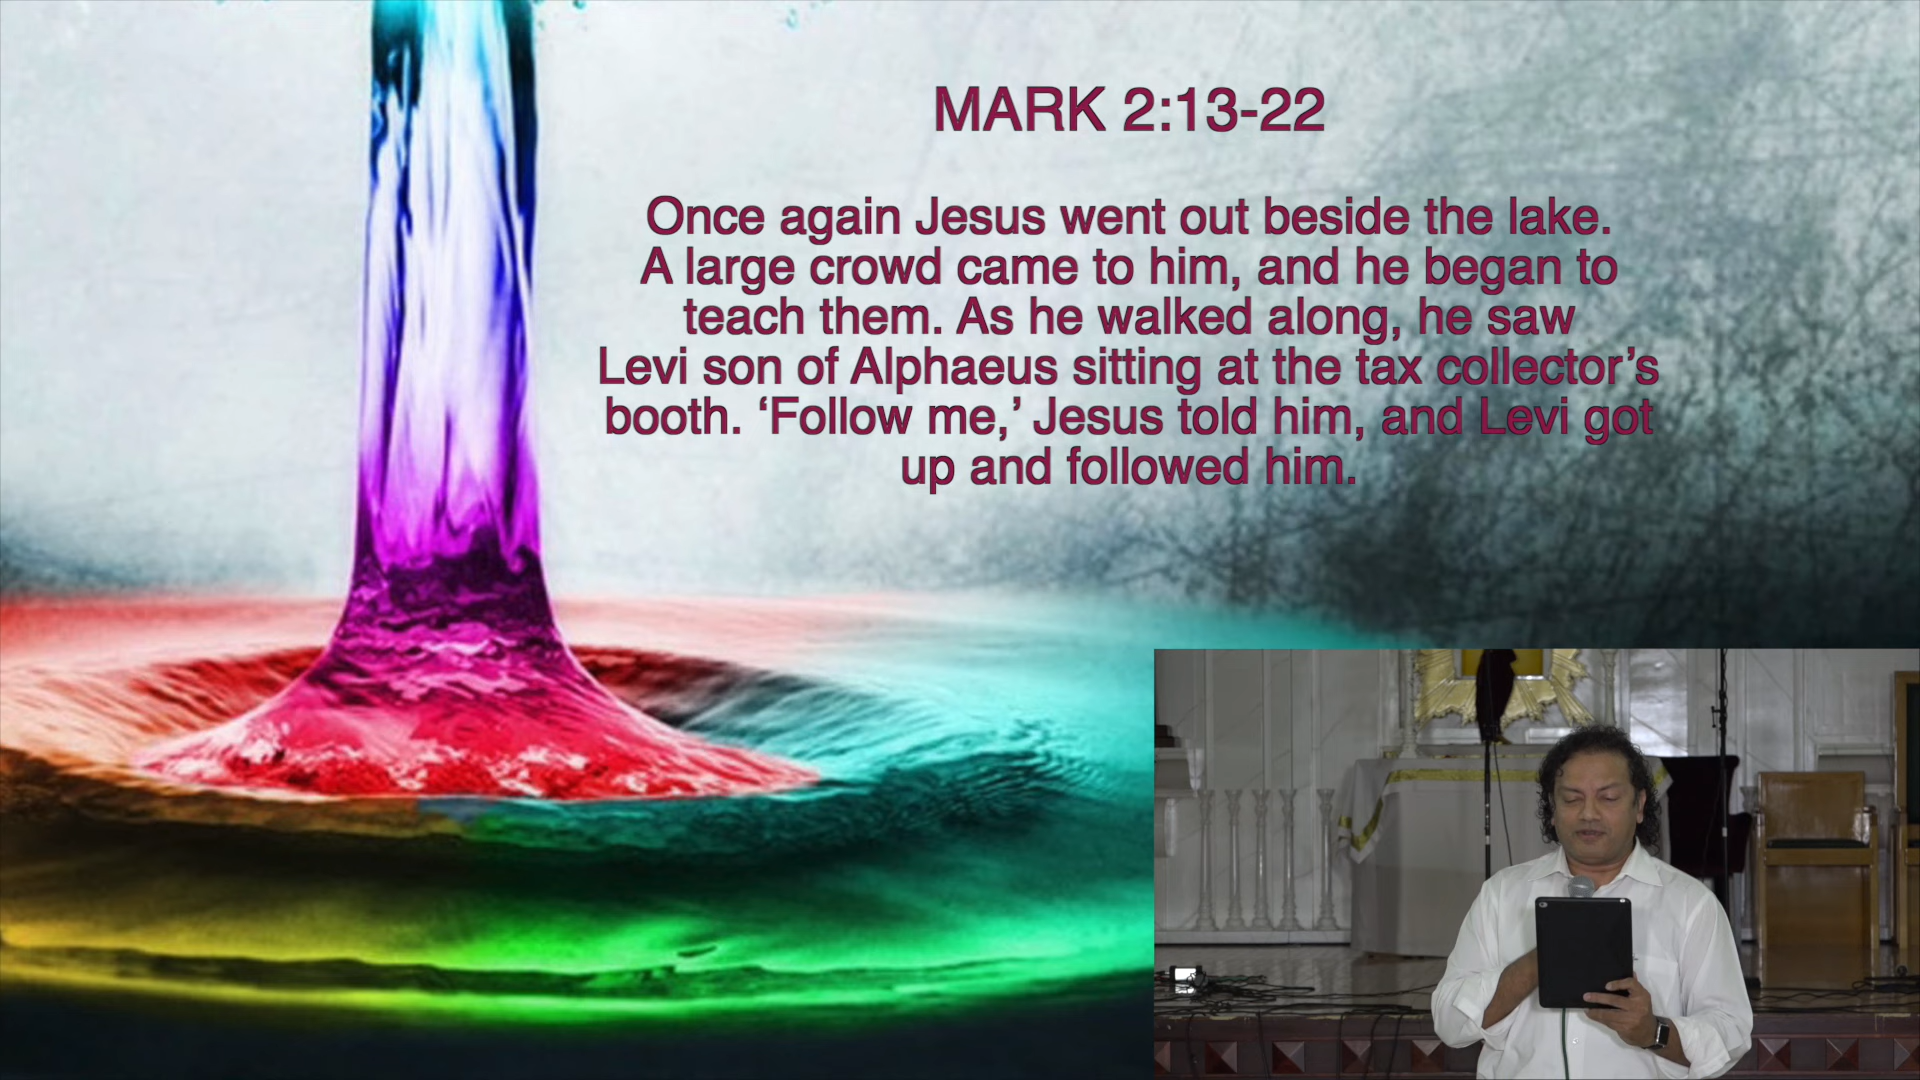 MARK 2:13-22
Once again Jesus went out beside the lake.
A large crowd came to him, and he began to
teach them. As he walked along, he saw
Levi son of Alphaeus sitting at the tax collector’s
booth. ‘Follow me,’ Jesus told him, and Levi got
up and followed him.